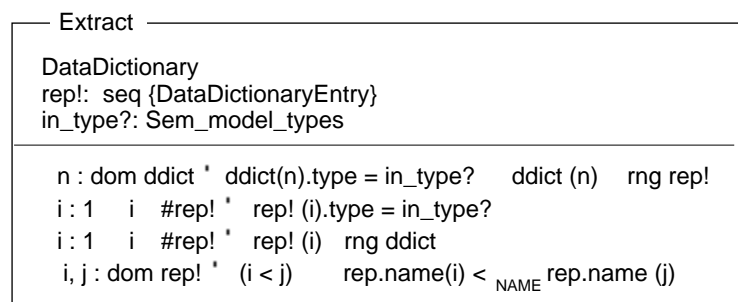 Extract
DataDictionary
rep!: seq {DataDictionaryEntry}
in_type?: Sem_model_types
n : dom ddict ' ddict(n).type = in_type? ddict (n) rng rep!
i : 1 i #rep! ' rep! (i).type = in_type?
i : 1 i #rep! ' rep! (i) rng ddict
i, j : dom rep! ' (i < j) rep.name(i) < NAME rep.name (j)